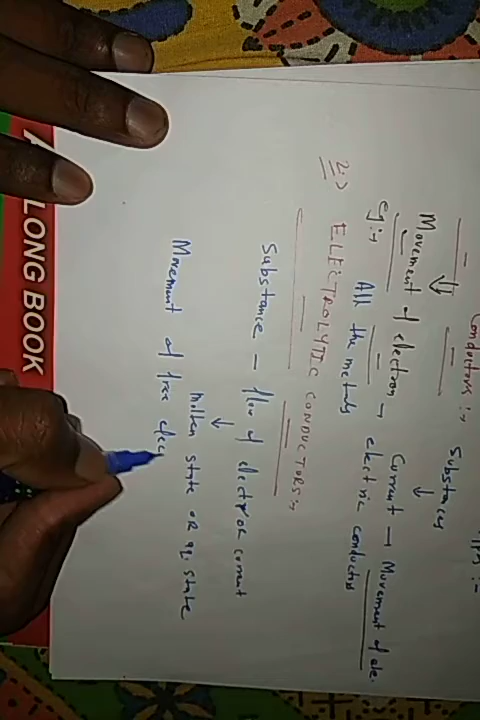 Conductors :→ Substances
↓
Current → Movement of ele.
⇓
Movement of electron → electric conductors
eg:→ All the metals
2:> ELECTROLYTIC CONDUCTORS:→
Substance – flow of electric current
↓
molten state or aq. state
Movement of free elec
LONG BOOK